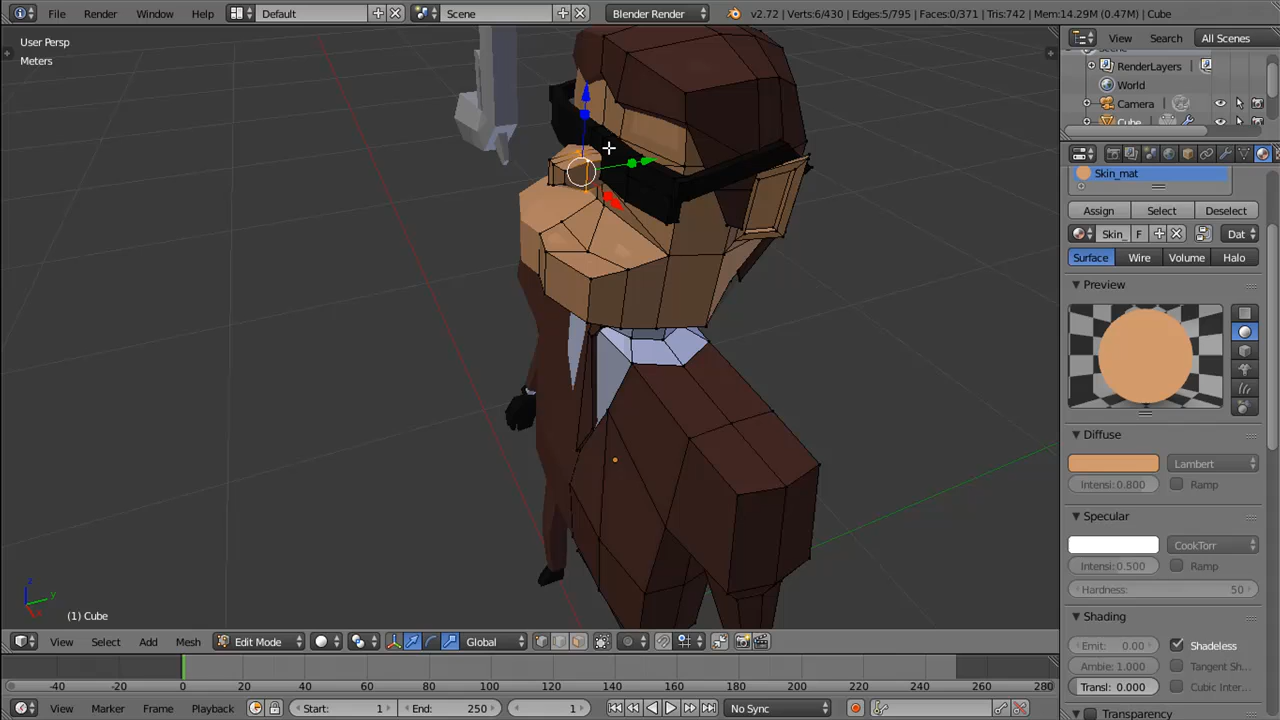 File Render Window Help Default Scene Blender Render v2.72 | Verts:6/430 | Edges:5/795 | Faces:0/371 | Tris:742 | Mem:14.29M (0.47M) | Cube
User Persp
Meters
View Search All Scenes
RenderLayers
World
Camera
Cube
Skin_mat
Assign Select Deselect
Skin_ F Dat
Surface Wire Volume Halo
Preview
Diffuse
Lambert
Intensi: 0.800 Ramp
Specular
CookTorr
Intensi: 0.500 Ramp
Hardness: 50
Shading
Emit: 0.00 Shadeless
Ambie: 1.000 Tangent Sh...
Transl: 0.000 Cubic Inter...
Transparency
z
y
x
(1) Cube
View Select Add Mesh Edit Mode Global
-40 -20 0 20 40 60 80 100 120 140 160 180 200 220 240 260 280
View Marker Frame Playback Start: 1 End: 250 1 No Sync